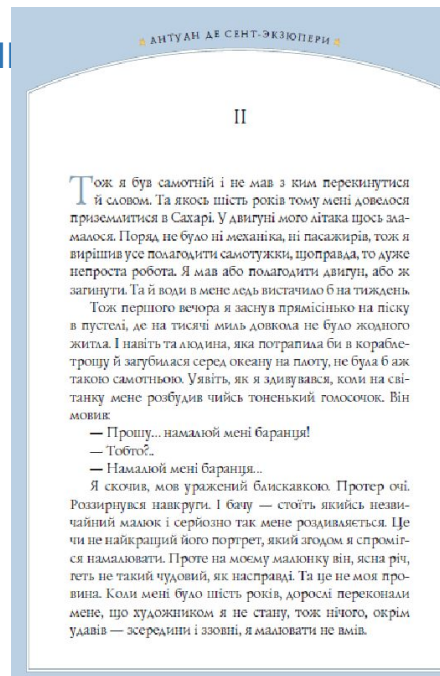 АНТУАН ДЕ СЕНТ-ЭКЗЮПЕРИ
II
Тож я був самотній і не мав з ким перекинутися
й словом. Та якось шість років тому мені довелося
приземлитися в Сахарі. У двигуні мого літака щось зла-
малося. Поряд не було ні механіка, ні пасажирів, тож я
вирішив усе полагодити самотужки, щоправда, то дуже
непроста робота. Я мав або полагодити двигун, або ж
загинути. Та й води в мене ледь вистачило б на тиждень.
Тож першого вечора я заснув прямісінько на піску
в пустелі, де на тисячі миль довкола не було жодного
житла. І навіть та людина, яка потрапила би в корабле-
трощу й загубилася серед океану на плоту, не була б аж
такою самотньою. Уявіть, як я здивувався, коли на сві-
танку мене розбудив чийсь тоненький голосочок. Він
мовив:
— Прошу... намалюй мені баранця!
— Тобто?..
— Намалюй мені баранця...
Я скочив, мов уражений блискавкою. Протер очі.
Роззирнувся навкруги. І бачу — стоїть якийсь незви-
чайний малюк і серйозно так мене роздивляється. Це
чи не найкращий його портрет, який згодом я спроміг-
ся намалювати. Проте на моєму малюнку він, ясна річ,
геть не такий чудовий, як насправді. Та це не моя про-
вина. Коли мені було шість років, дорослі переконали
мене, що художником я не стану, тож нічого, окрім
удавів — зсередини і ззовні, я малювати не вмів.